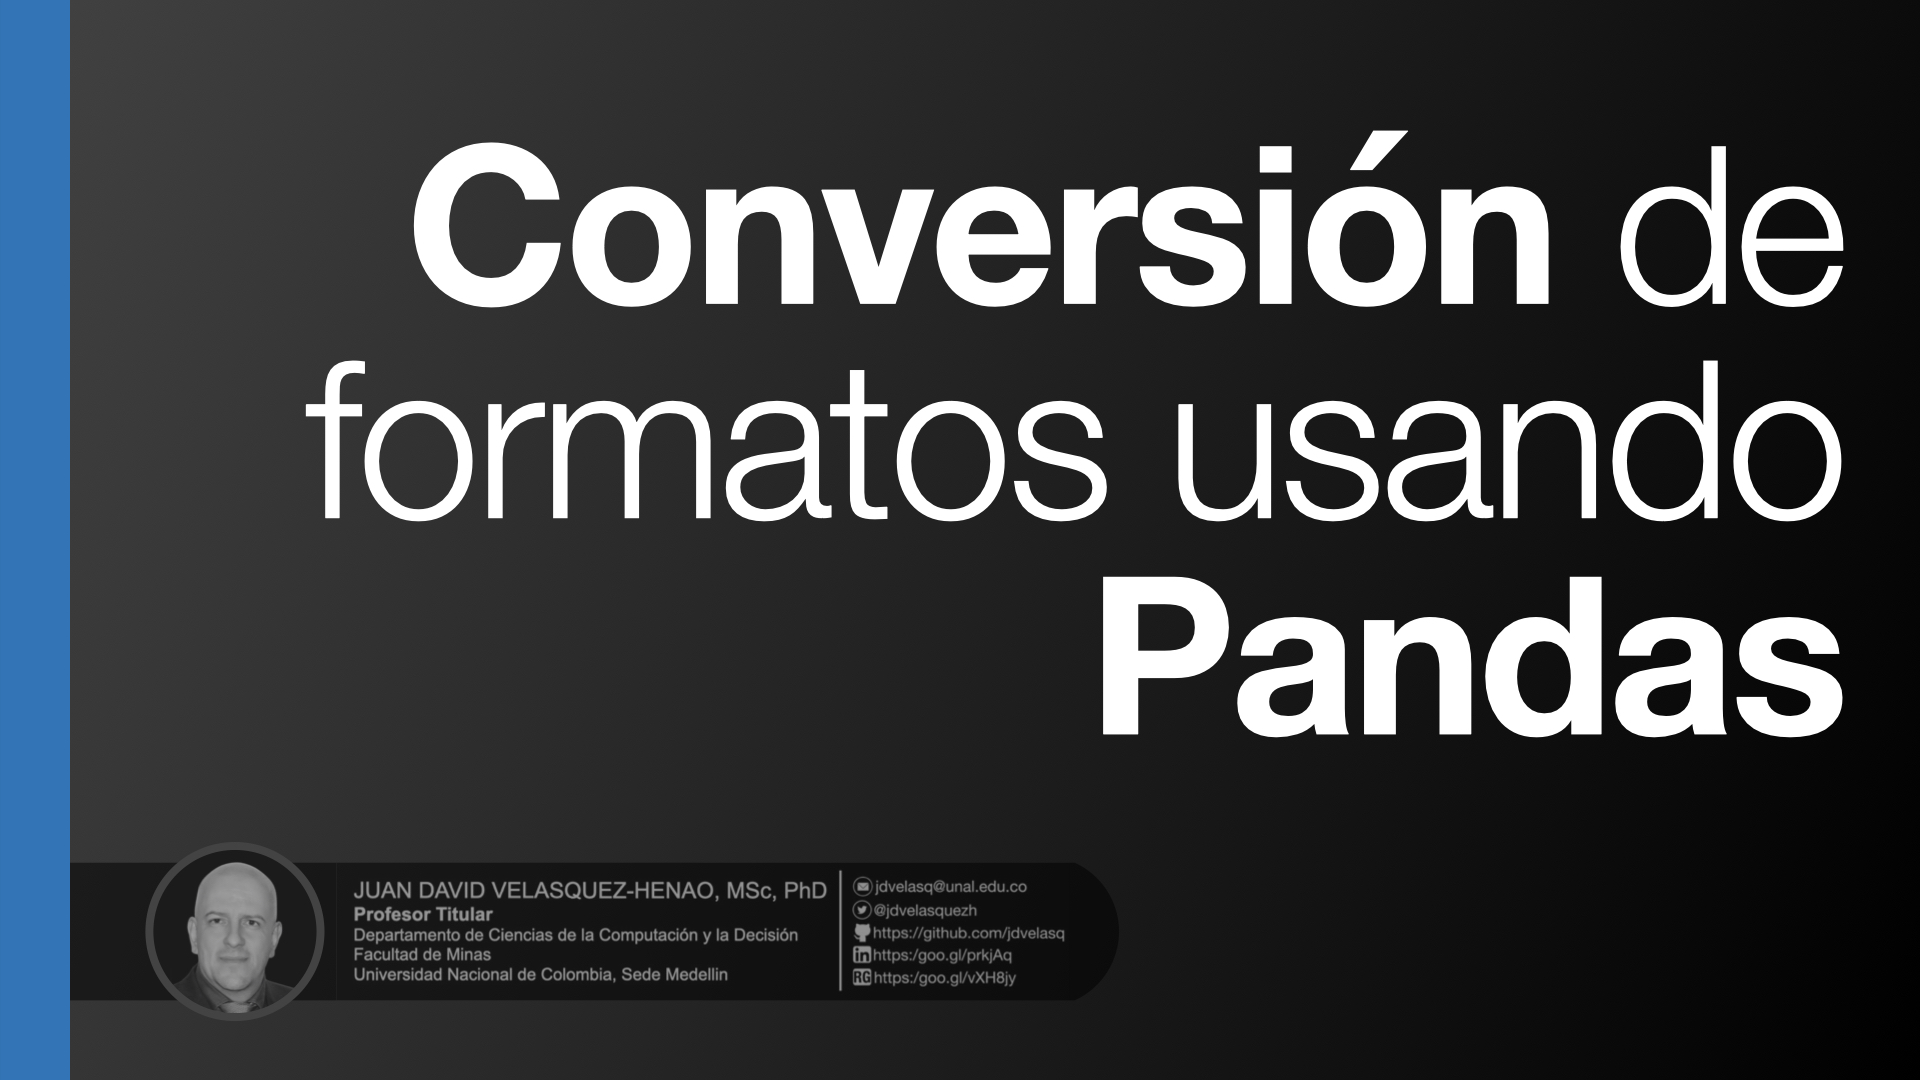 Conversión de
formatos usando
Pandas
JUAN DAVID VELASQUEZ-HENAO, MSc, PhD
Profesor Titular
Departamento de Ciencias de la Computación y la Decisión
Facultad de Minas
Universidad Nacional de Colombia, Sede Medellin
jdvelasq@unal.edu.co
@jdvelasquezh
https://github.com/jdvelasq
in https:/goo.gl/prkjAq
RG https:/goo.gl/vXH8jy